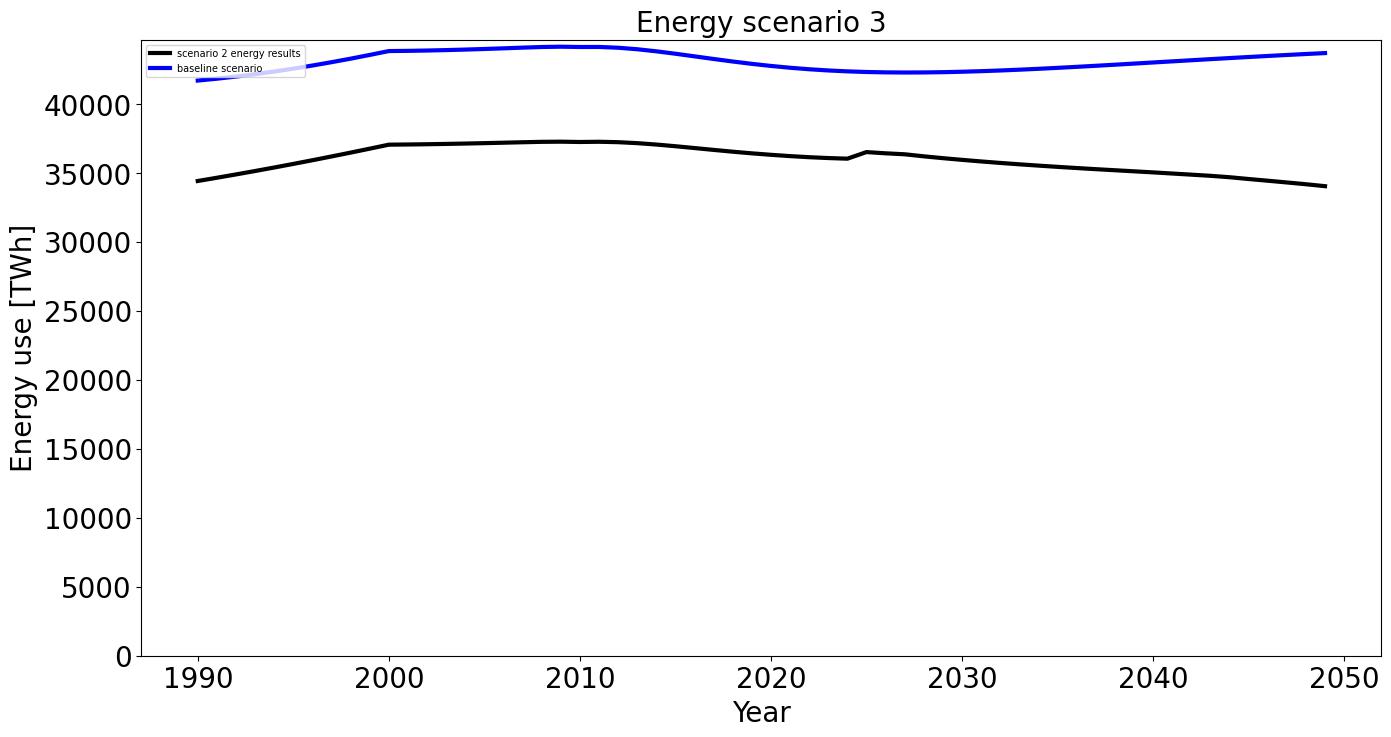 Energy scenario 3
scenario 2 energy results
baseline scenario
40000
35000
30000
25000
20000
15000
10000
5000
0
Energy use [TWh]
1990 2000 2010 2020 2030 2040 2050
Year